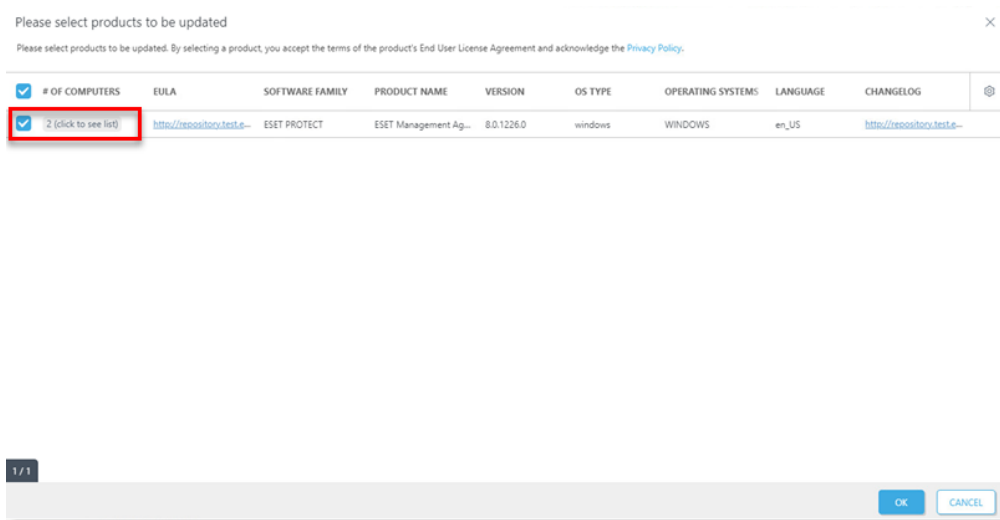 Please select products to be updated
Please select products to be updated. By selecting a product, you accept the terms of the product's End User License Agreement and acknowledge the Privacy Policy.
# OF COMPUTERS EULA SOFTWARE FAMILY PRODUCT NAME VERSION OS TYPE OPERATING SYSTEMS LANGUAGE CHANGELOG
2 (click to see list) http://repository.test.e... ESET PROTECT ESET Management Ag... 8.0.1226.0 windows WINDOWS en_US http://repository.test.e...
1 / 1
OK CANCEL